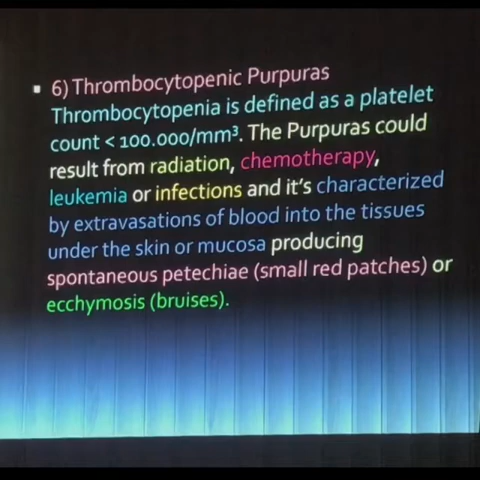 ▪ 6) Thrombocytopenic Purpuras
Thrombocytopenia is defined as a platelet
count < 100.000/mm³. The Purpuras could
result from radiation, chemotherapy,
leukemia or infections and it's characterized
by extravasations of blood into the tissues
under the skin or mucosa producing
spontaneous petechiae (small red patches) or
ecchymosis (bruises).